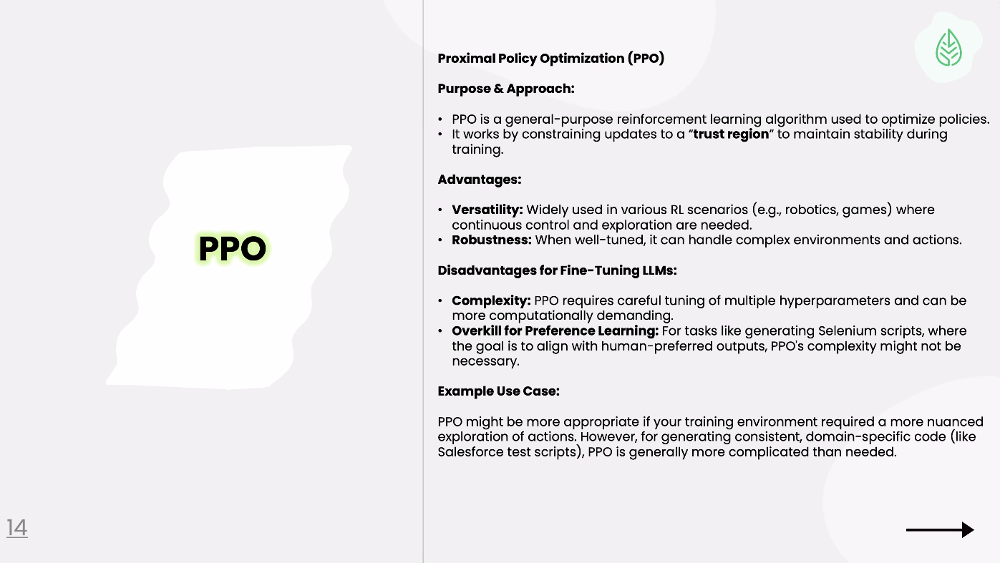 PPO
Proximal Policy Optimization (PPO)
Purpose & Approach:
• PPO is a general-purpose reinforcement learning algorithm used to optimize policies.
• It works by constraining updates to a “trust region” to maintain stability during
training.
Advantages:
• Versatility: Widely used in various RL scenarios (e.g., robotics, games) where
continuous control and exploration are needed.
• Robustness: When well-tuned, it can handle complex environments and actions.
Disadvantages for Fine-Tuning LLMs:
• Complexity: PPO requires careful tuning of multiple hyperparameters and can be
more computationally demanding.
• Overkill for Preference Learning: For tasks like generating Selenium scripts, where
the goal is to align with human-preferred outputs, PPO's complexity might not be
necessary.
Example Use Case:
PPO might be more appropriate if your training environment required a more nuanced
exploration of actions. However, for generating consistent, domain-specific code (like
Salesforce test scripts), PPO is generally more complicated than needed.
14